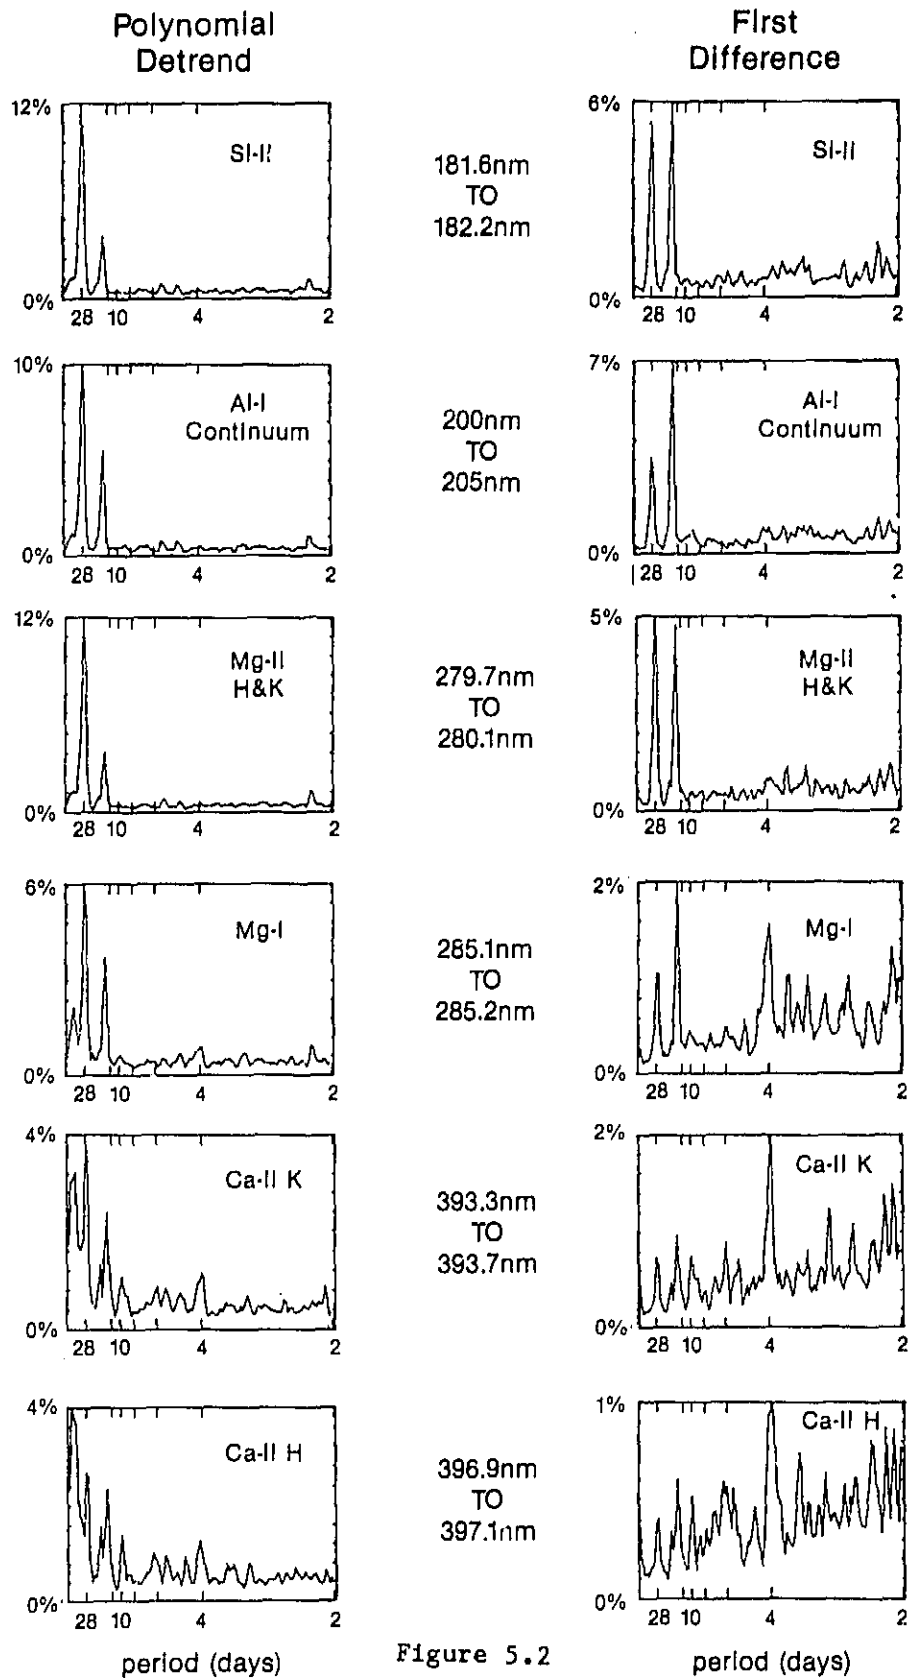 Polynomial
Detrend
First
Difference
12%
SI-II
0%
28 10 4 2
181.6nm
TO
182.2nm
6%
SI-II
0%
28 10 4 2
10%
Al-I
Continuum
0%
28 10 4 2
200nm
TO
205nm
7%
Al-I
Continuum
0%
28 10 4 2
12%
Mg-II
H&K
0%
28 10 4 2
279.7nm
TO
280.1nm
5%
Mg-II
H&K
0%
28 10 4 2
6%
Mg-I
0%
28 10 4 2
285.1nm
TO
285.2nm
2%
Mg-I
0%
28 10 4 2
4%
Ca-II K
0%
28 10 4 2
393.3nm
TO
393.7nm
2%
Ca-II K
0%
28 10 4 2
4%
Ca-II H
0%
28 10 4 2
period (days)
396.9nm
TO
397.1nm
1%
Ca-II H
0%
28 10 4 2
period (days)
Figure 5.2